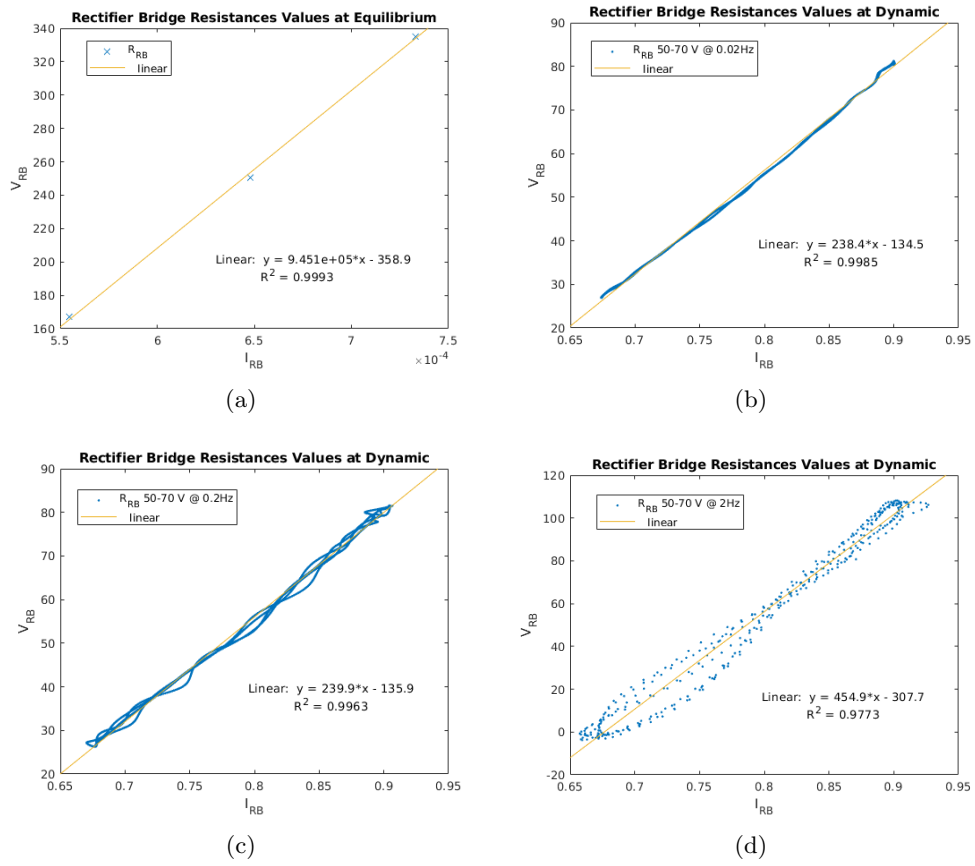 Rectifier Bridge Resistances Values at Equilibrium
340
320
300
280
260
240
220
200
180
160
V_RB
R_RB
linear
Linear: y = 9.451e+05*x - 358.9
R² = 0.9993
5.5 6 6.5 7 7.5
I_RB
×10⁻⁴
(a)
Rectifier Bridge Resistances Values at Dynamic
90
80
70
60
50
40
30
20
V_RB
R_RB 50-70 V @ 0.02Hz
linear
Linear: y = 238.4*x - 134.5
R² = 0.9985
0.65 0.7 0.75 0.8 0.85 0.9 0.95
I_RB
(b)
Rectifier Bridge Resistances Values at Dynamic
90
80
70
60
50
40
30
20
V_RB
R_RB 50-70 V @ 0.2Hz
linear
Linear: y = 239.9*x - 135.9
R² = 0.9963
0.65 0.7 0.75 0.8 0.85 0.9 0.95
I_RB
(c)
Rectifier Bridge Resistances Values at Dynamic
120
100
80
60
40
20
0
-20
V_RB
R_RB 50-70 V @ 2Hz
linear
Linear: y = 454.9*x - 307.7
R² = 0.9773
0.65 0.7 0.75 0.8 0.85 0.9 0.95
I_RB
(d)